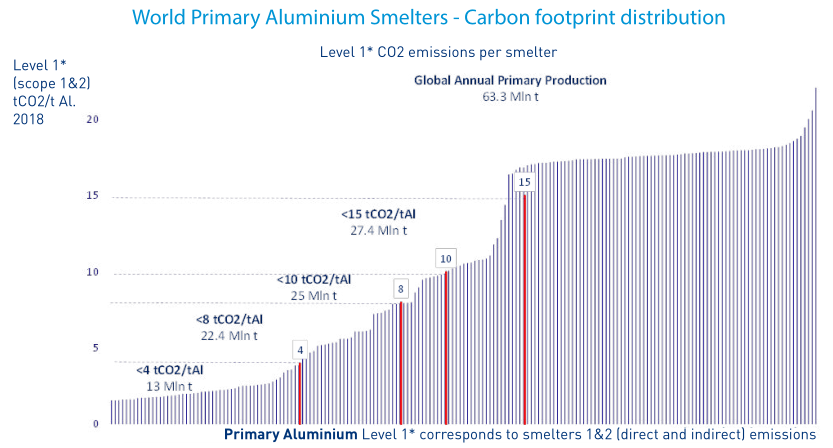 World Primary Aluminium Smelters - Carbon footprint distribution
Level 1* CO2 emissions per smelter
Level 1*
(scope 1&2)
tCO2/t Al.
2018
Global Annual Primary Production
63.3 Mln t
20
15
15
<15 tCO2/tAl
27.4 Mln t
10
10
<10 tCO2/tAl
25 Mln t
8
<8 tCO2/tAl
22.4 Mln t
5
4
<4 tCO2/tAl
13 Mln t
0
Primary Aluminium Level 1* corresponds to smelters 1&2 (direct and indirect) emissions